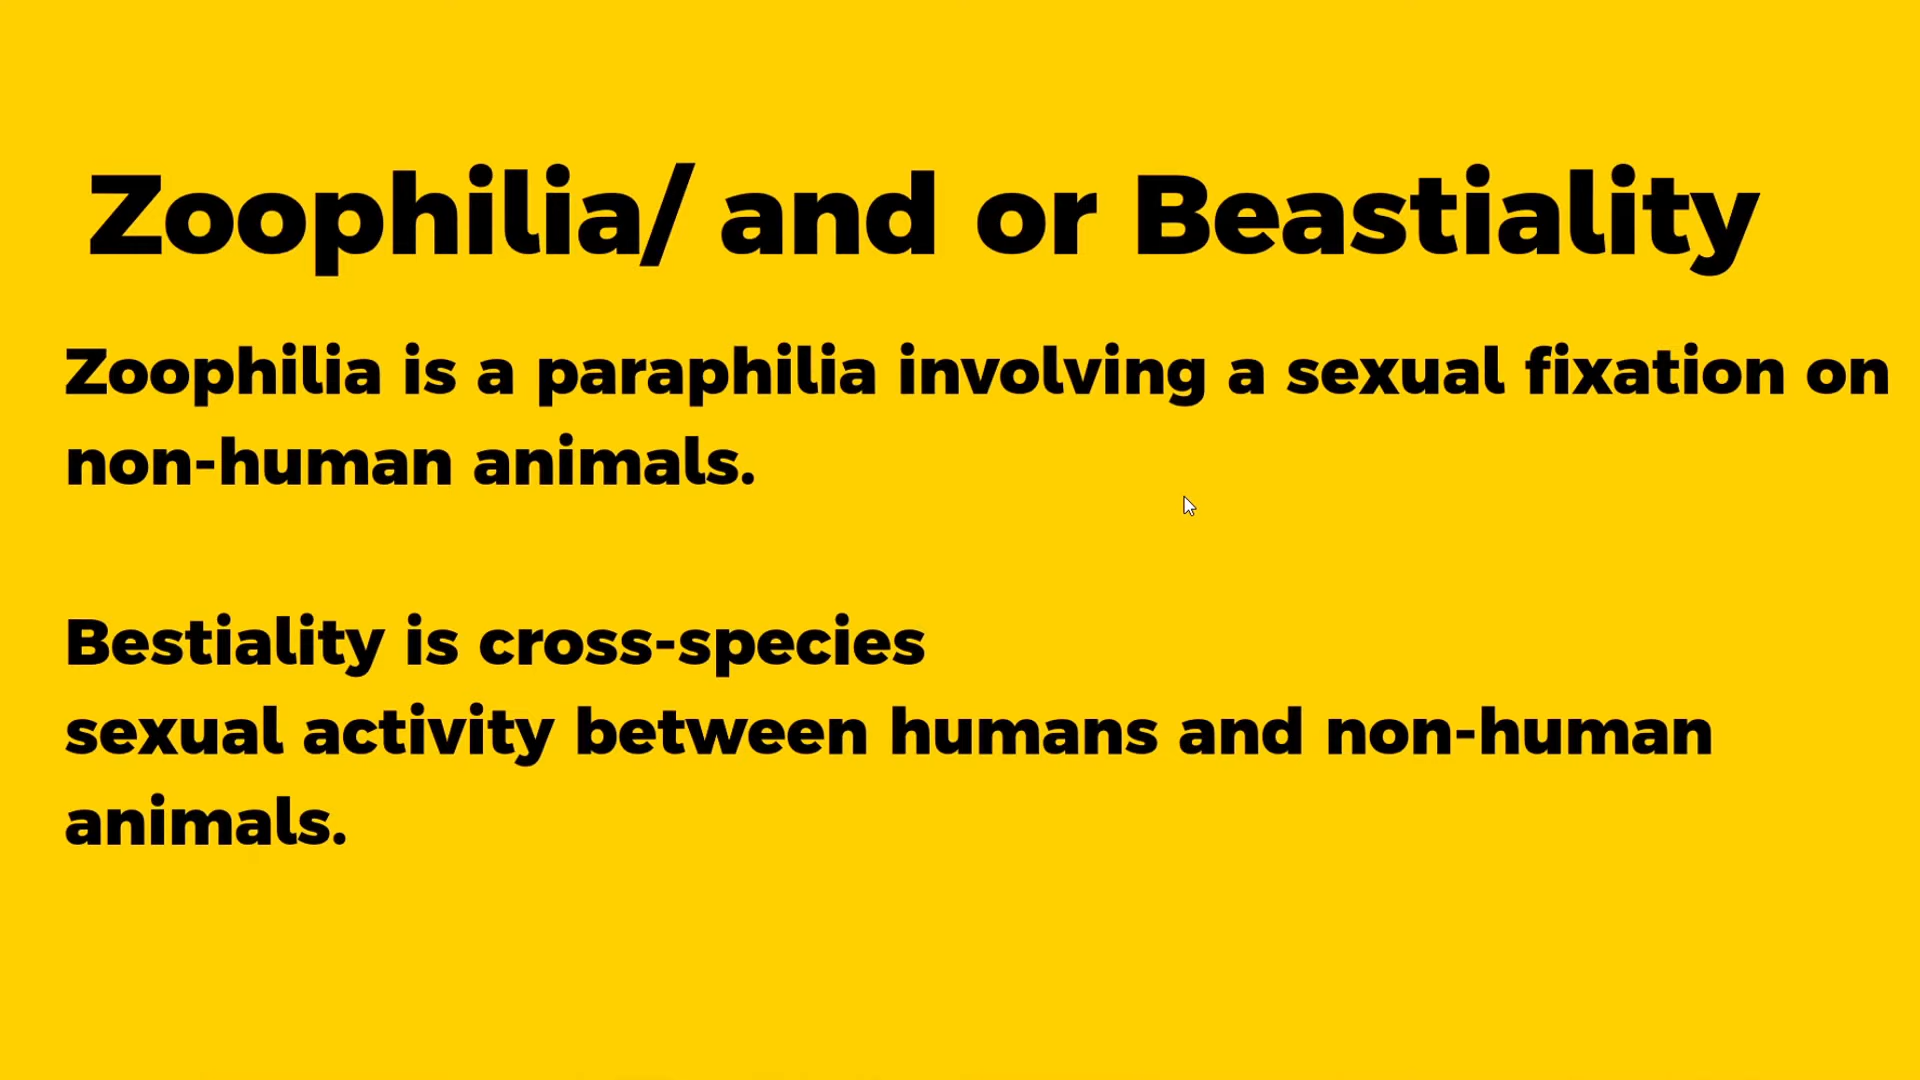 Zoophilia/ and or Beastiality
Zoophilia is a paraphilia involving a sexual fixation on
non-human animals.
Bestiality is cross-species
sexual activity between humans and non-human
animals.